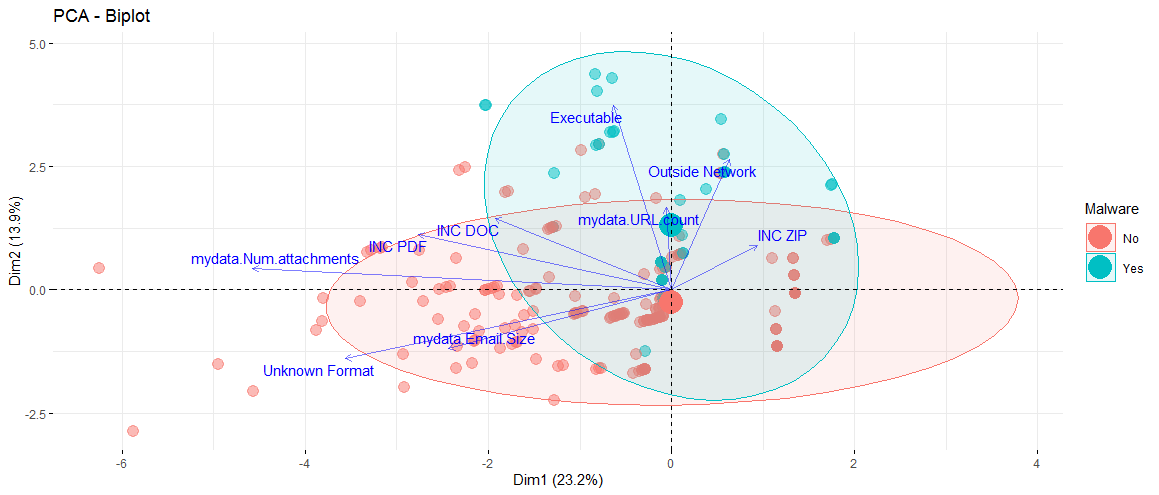 PCA - Biplot
5.0
2.5
0.0
-2.5
Dim2 (13.9%)
Executable
Outside Network
mydata.URL.count
INC DOC
INC PDF
INC ZIP
mydata.Num.attachments
mydata.Email.Size
Unknown Format
-6
-4
-2
0
2
4
Dim1 (23.2%)
Malware
No
Yes